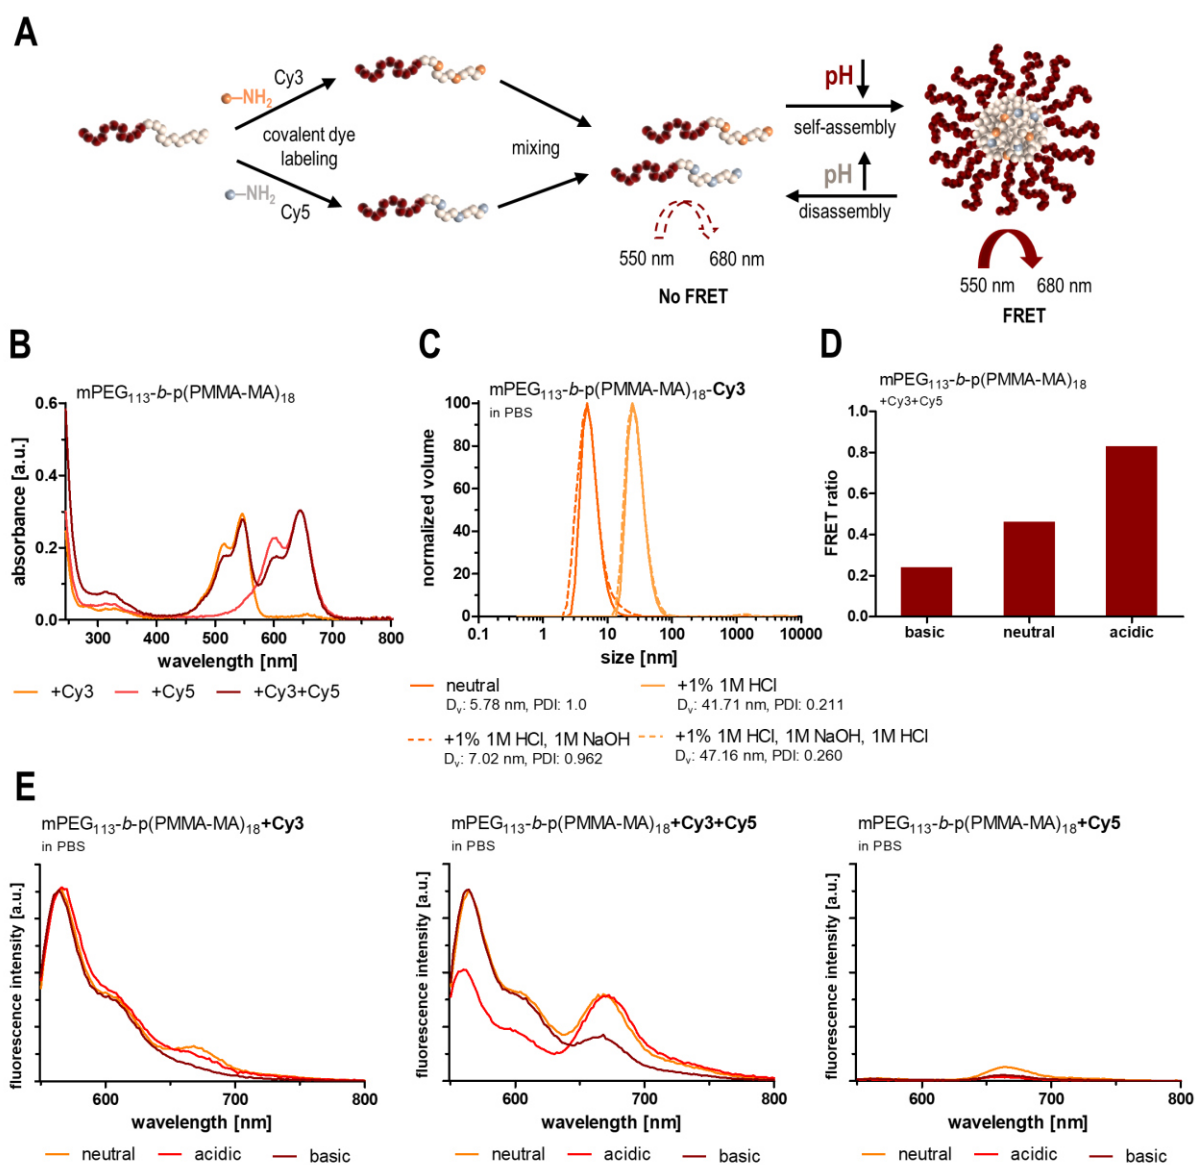 A
Cy3
–NH2
covalent dye
labeling
–NH2
Cy5
mixing
550 nm 680 nm
No FRET
pH
self-assembly
pH
disassembly
550 nm 680 nm
FRET
B
mPEG113-b-p(PMMA-MA)18
absorbance [a.u.]
0.6
0.4
0.2
0.0
300 400 500 600 700 800
wavelength [nm]
+Cy3 +Cy5 +Cy3+Cy5
C
mPEG113-b-p(PMMA-MA)18-Cy3
in PBS
normalized volume
100
80
60
40
20
0
0.1 1 10 100 1000 10000
size [nm]
neutral
Dv: 5.78 nm, PDI: 1.0
+1% 1M HCl
Dv: 41.71 nm, PDI: 0.211
+1% 1M HCl, 1M NaOH
Dv: 7.02 nm, PDI: 0.962
+1% 1M HCl, 1M NaOH, 1M HCl
Dv: 47.16 nm, PDI: 0.260
D
mPEG113-b-p(PMMA-MA)18
+Cy3+Cy5
FRET ratio
1.0
0.8
0.6
0.4
0.2
0.0
basic neutral acidic
E
mPEG113-b-p(PMMA-MA)18+Cy3
in PBS
fluorescence intensity [a.u.]
600 700 800
wavelength [nm]
neutral acidic basic
mPEG113-b-p(PMMA-MA)18+Cy3+Cy5
in PBS
fluorescence intensity [a.u.]
600 700 800
wavelength [nm]
neutral acidic basic
mPEG113-b-p(PMMA-MA)18+Cy5
in PBS
fluorescence intensity [a.u.]
600 700 800
wavelength [nm]
neutral acidic basic